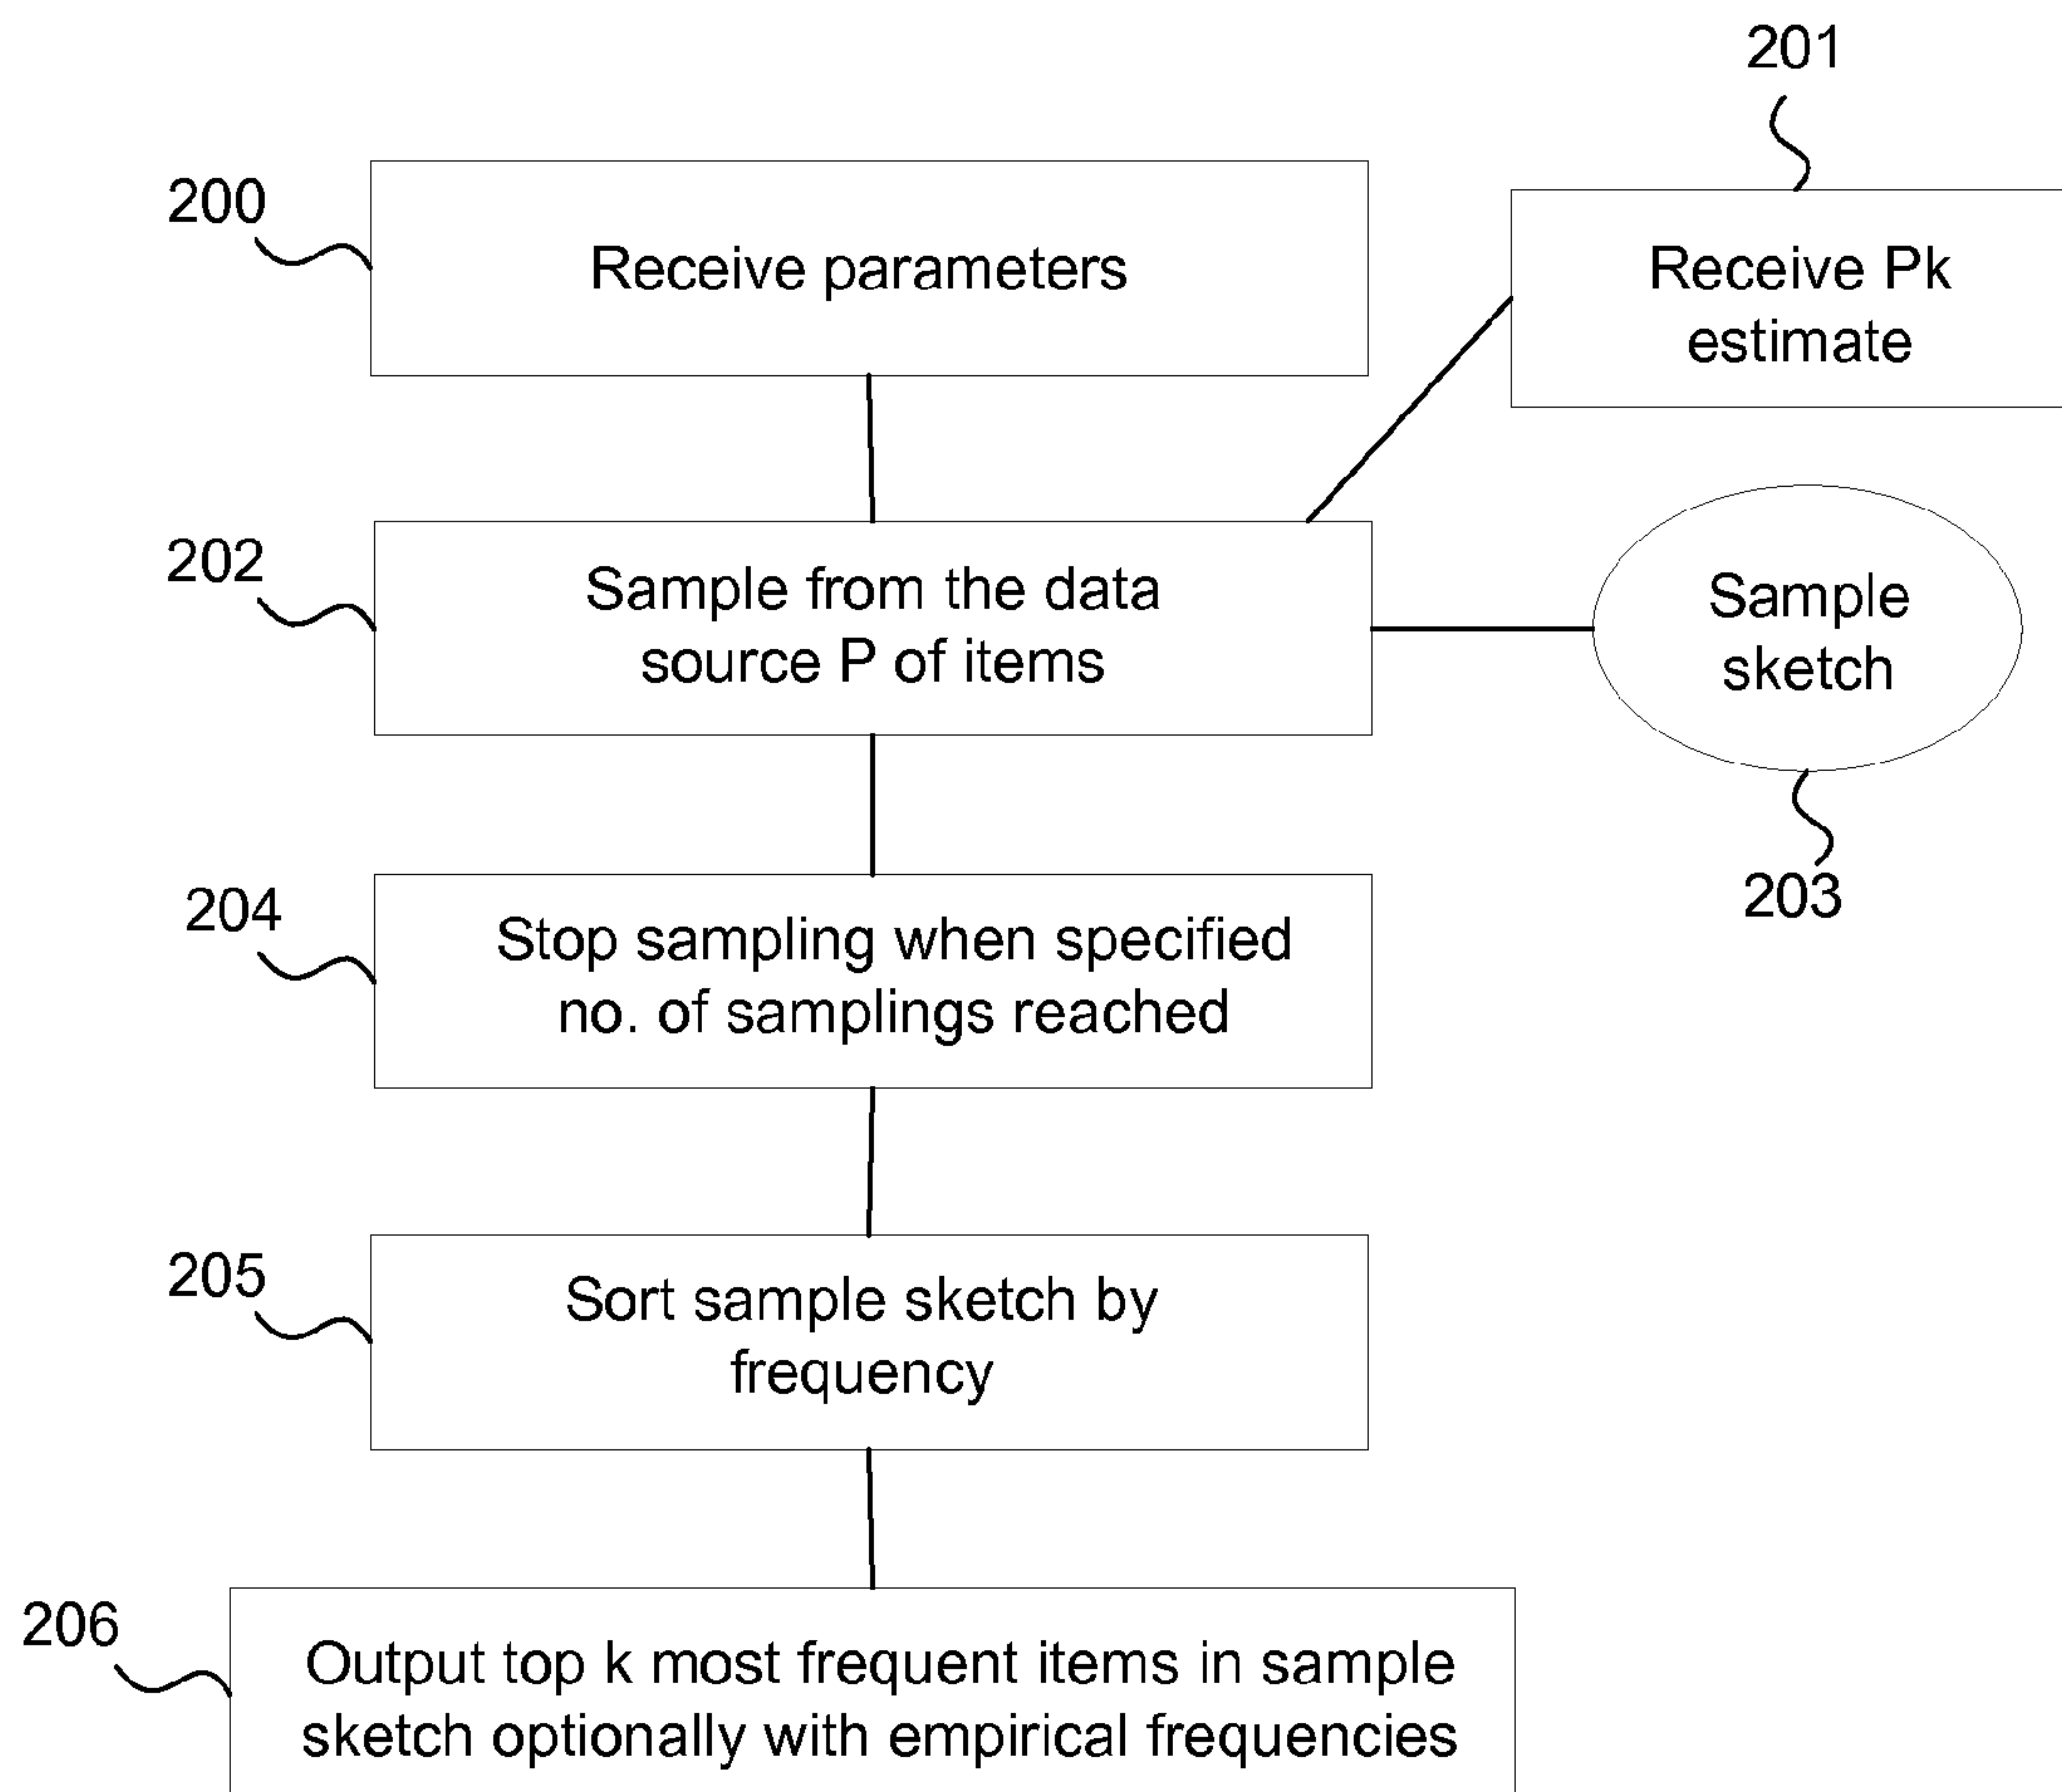 201
200
Receive parameters
Receive Pk
estimate
202
Sample from the data
source P of items
Sample
sketch
203
204
Stop sampling when specified
no. of samplings reached
205
Sort sample sketch by
frequency
206
Output top k most frequent items in sample
sketch optionally with empirical frequencies